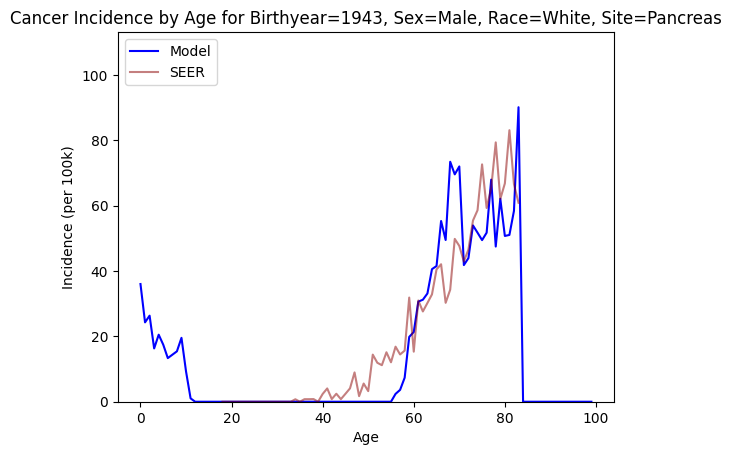 Cancer Incidence by Age for Birthyear=1943, Sex=Male, Race=White, Site=Pancreas
Model
SEER
100
80
60
40
20
0
Incidence (per 100k)
0 20 40 60 80 100
Age